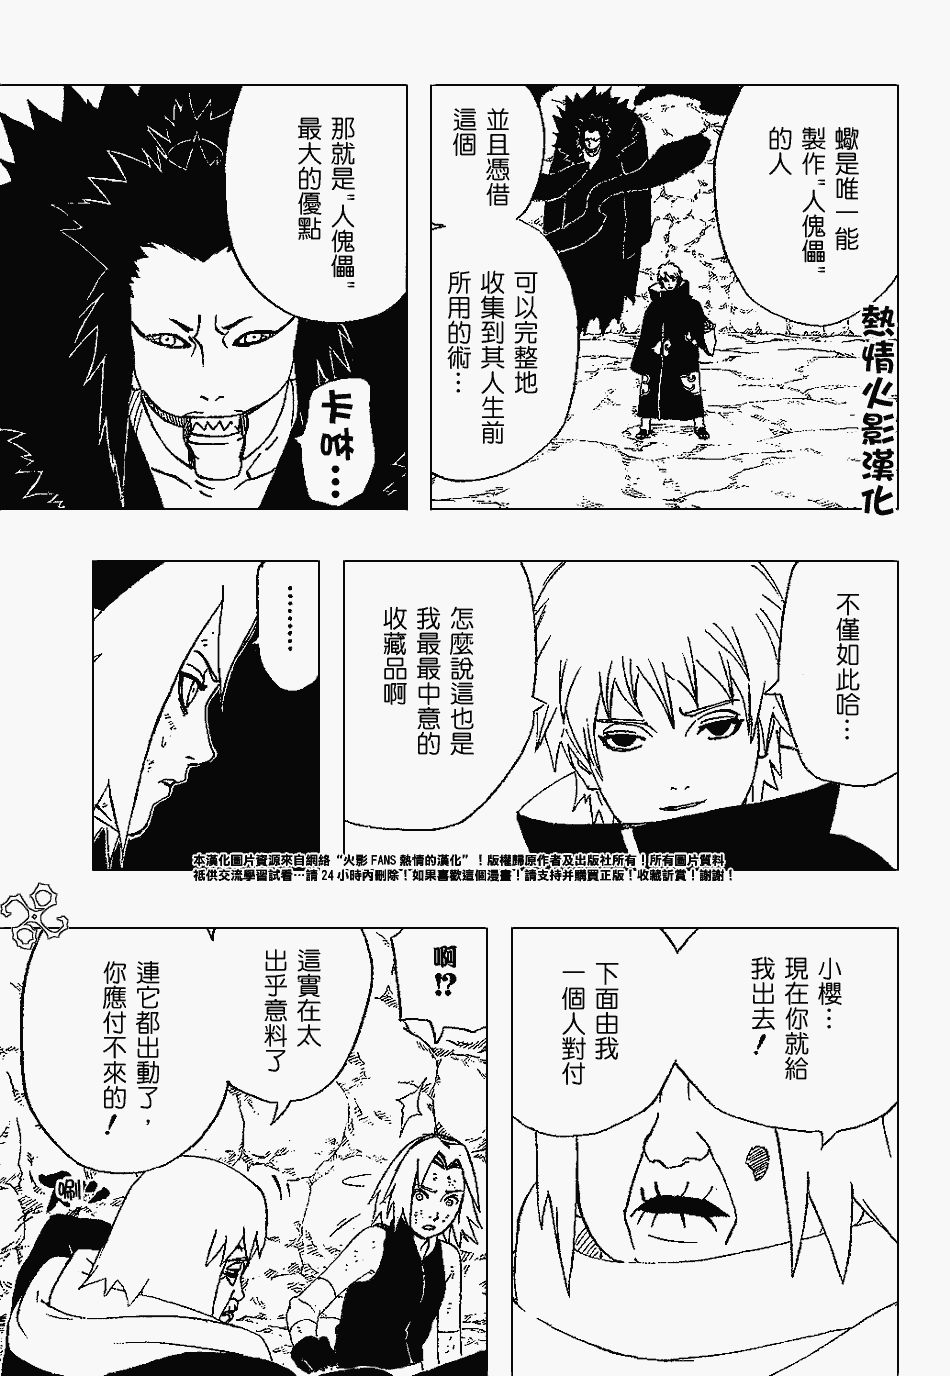 蠍是唯一能
製作"人傀儡"
的人
並且憑借
這個
可以完整地
收集到其人生前
所用的術…
熱情火影漢化
那就是"人傀儡"
最大的優點
卡嗒…
不僅如此哈…
怎麼說這也是
我最最中意的
收藏品啊
………
本漢化圖片資源來自網絡“火影FANS熱情的漢化”！版權歸原作者及出版社所有！所有圖片質料
祗供交流學習試看…請24小時內刪除！如果喜歡這個漫畫！請支持并購買正版！收藏訢賞！謝謝！
小櫻…
現在你就給
我出去！
下面由我
一個人對付
啊!?
這實在太
出乎意料了
連它都出動了，
你應付不來的！